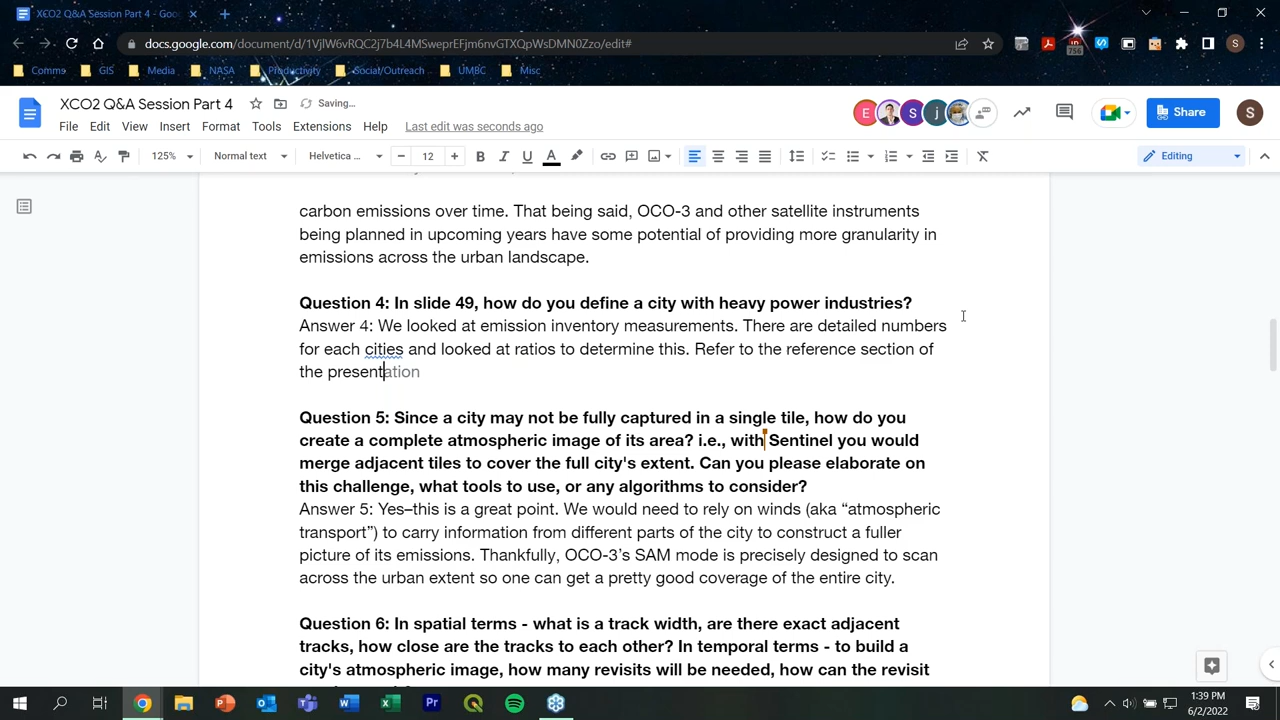 XCO2 Q&A Session Part 4 - Goo
docs.google.com/document/d/1VjlW6vRQC2j7b4L4MSweprEFjm6nvGTXQpWsDMN0Zzo/edit#
756
S
Comms
GIS
Media
NASA
Productivity
Social/Outreach
UMBC
Misc
XCO2 Q&A Session Part 4
Saving…
E
S
j
Share
S
File
Edit
View
Insert
Format
Tools
Extensions
Help
Last edit was seconds ago
125%
Normal text
Helvetica ...
12
Editing
carbon emissions over time. That being said, OCO-3 and other satellite instruments
being planned in upcoming years have some potential of providing more granularity in
emissions across the urban landscape.
Question 4: In slide 49, how do you define a city with heavy power industries?
Answer 4: We looked at emission inventory measurements. There are detailed numbers
for each cities and looked at ratios to determine this. Refer to the reference section of
the presentation
Question 5: Since a city may not be fully captured in a single tile, how do you
create a complete atmospheric image of its area? i.e., with Sentinel you would
merge adjacent tiles to cover the full city's extent. Can you please elaborate on
this challenge, what tools to use, or any algorithms to consider?
Answer 5: Yes–this is a great point. We would need to rely on winds (aka “atmospheric
transport”) to carry information from different parts of the city to construct a fuller
picture of its emissions. Thankfully, OCO-3’s SAM mode is precisely designed to scan
across the urban extent so one can get a pretty good coverage of the entire city.
Question 6: In spatial terms - what is a track width, are there exact adjacent
tracks, how close are the tracks to each other? In temporal terms - to build a
city's atmospheric image, how many revisits will be needed, how can the revisit
1:39 PM
6/2/2022